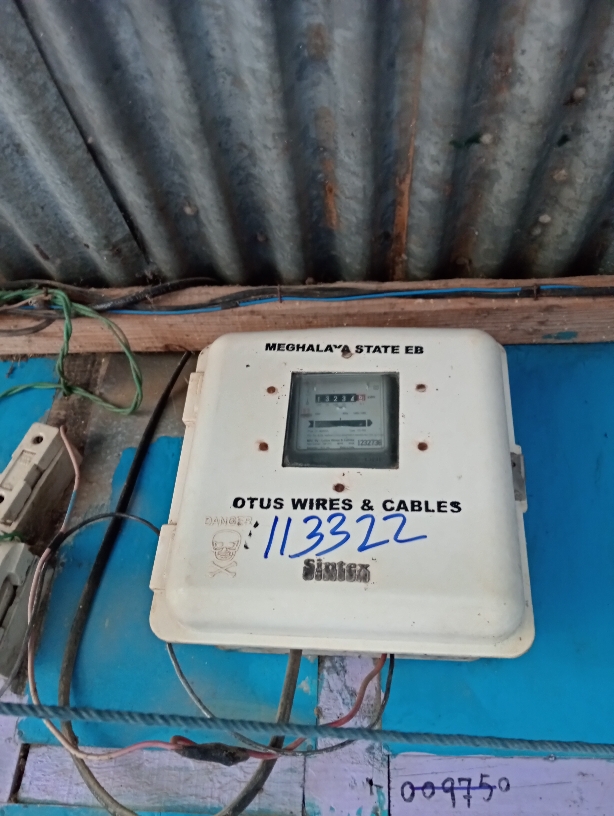 MEGHALAYA STATE EB
OTUS WIRES & CABLES
DANGER
113322
Sintex
009750